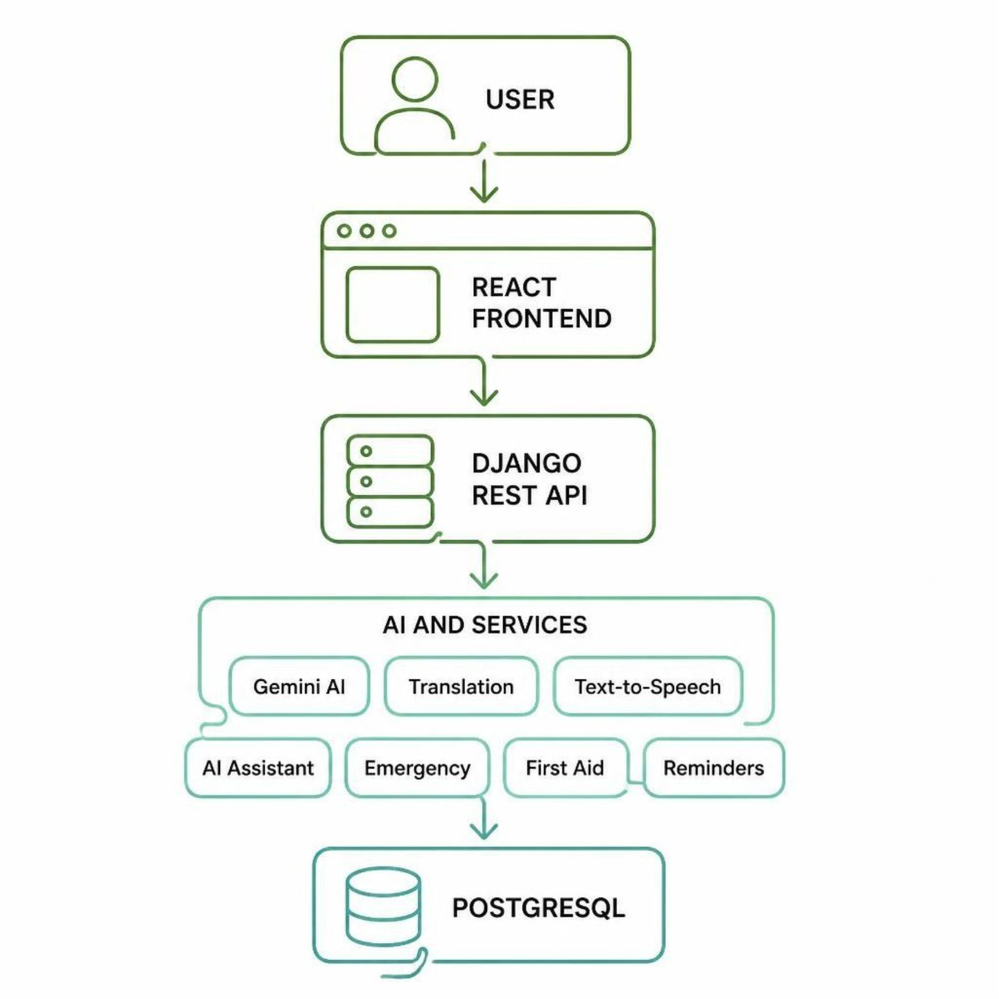 USER
REACT
FRONTEND
DJANGO
REST API
AI AND SERVICES
Gemini AI
Translation
Text-to-Speech
AI Assistant
Emergency
First Aid
Reminders
POSTGRESQL